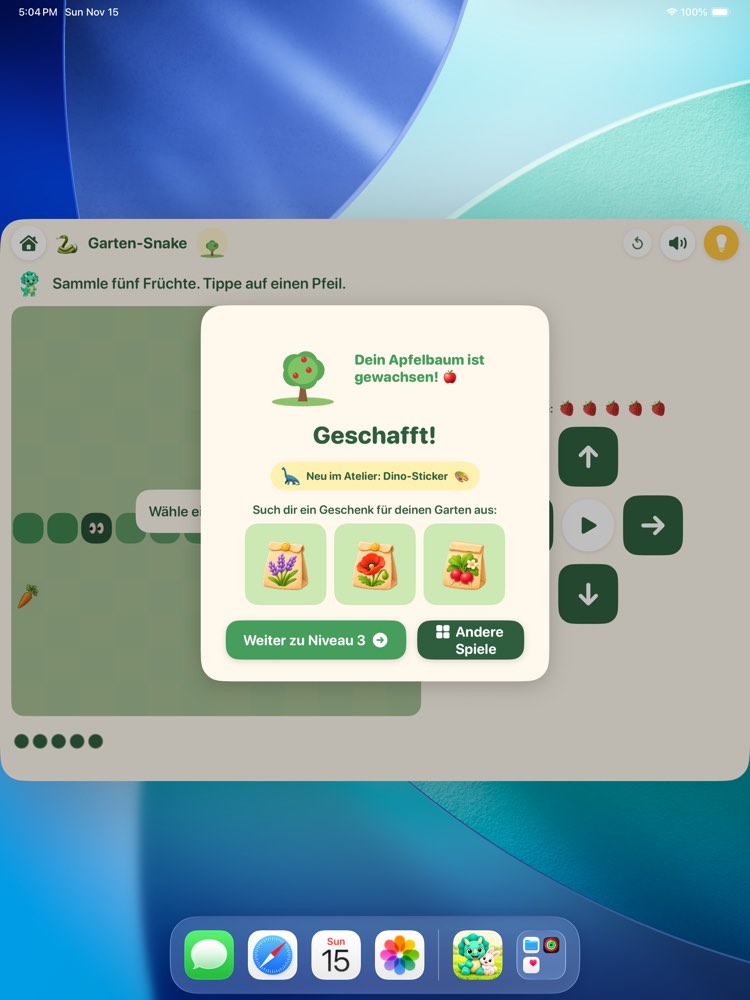 5:04 PM Sun Nov 15
100%
Garten-Snake
Sammle fünf Früchte. Tippe auf einen Pfeil.
Dein Apfelbaum ist
gewachsen!
Geschafft!
Neu im Atelier: Dino-Sticker
Wähle
Such dir ein Geschenk für deinen Garten aus:
Weiter zu Niveau 3
Andere
Spiele
Sun
15